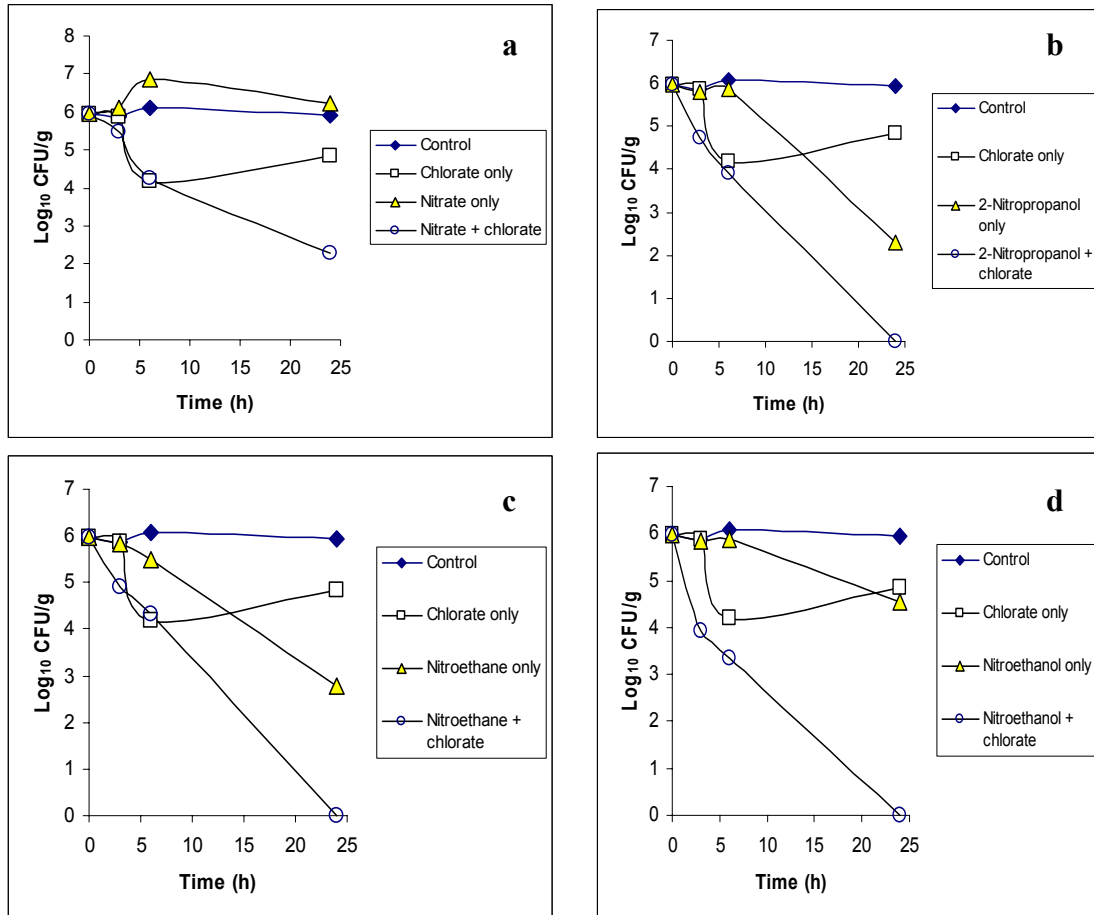 a
8
7
6
5
4
3
2
1
0
Log10 CFU/g
0 5 10 15 20 25
Time (h)
Control
Chlorate only
Nitrate only
Nitrate + chlorate
b
7
6
5
4
3
2
1
0
Log10 CFU/g
0 5 10 15 20 25
Time (h)
Control
Chlorate only
2-Nitropropanol
only
2-Nitropropanol +
chlorate
c
7
6
5
4
3
2
1
0
Log10 CFU/g
0 5 10 15 20 25
Time (h)
Control
Chlorate only
Nitroethane only
Nitroethane +
chlorate
d
7
6
5
4
3
2
1
0
Log10 CFU/g
0 5 10 15 20 25
Time (h)
Control
Chlorate only
Nitroethanol only
Nitroethanol +
chlorate